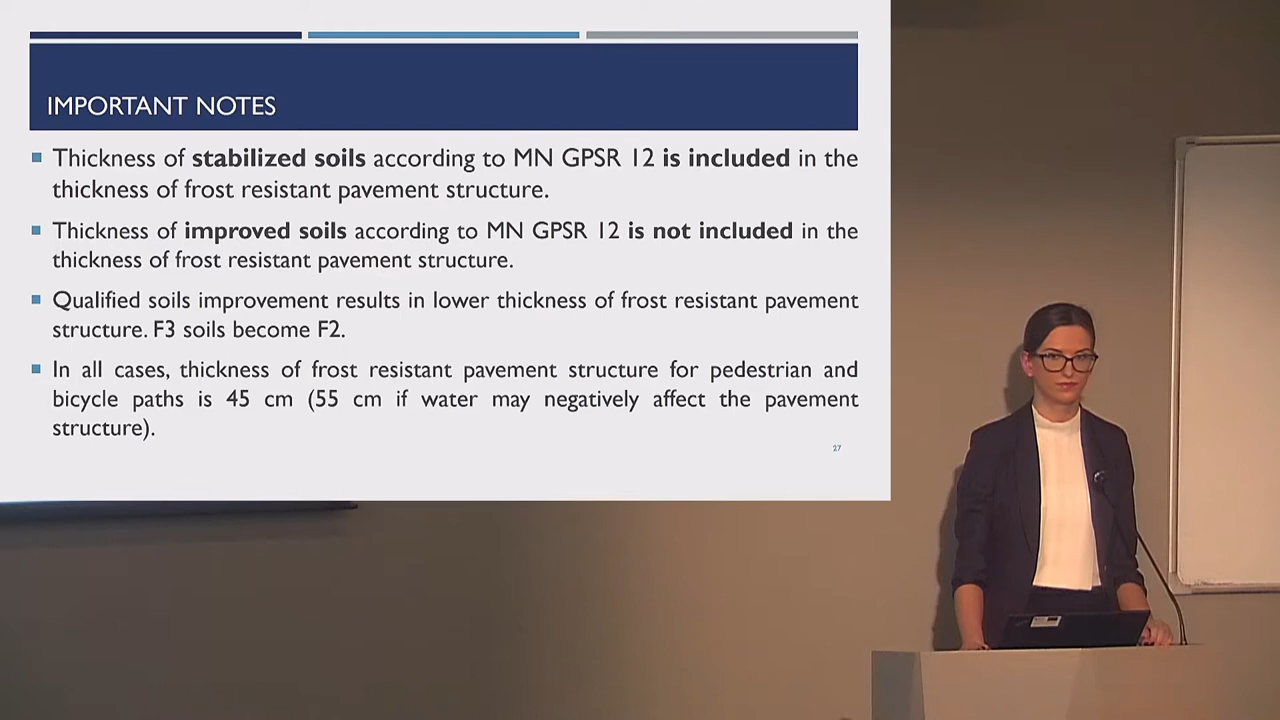 IMPORTANT NOTES
Thickness of stabilized soils according to MN GPSR 12 is included in the
thickness of frost resistant pavement structure.
Thickness of improved soils according to MN GPSR 12 is not included in the
thickness of frost resistant pavement structure.
Qualified soils improvement results in lower thickness of frost resistant pavement
structure. F3 soils become F2.
In all cases, thickness of frost resistant pavement structure for pedestrian and
bicycle paths is 45 cm (55 cm if water may negatively affect the pavement
structure).
27